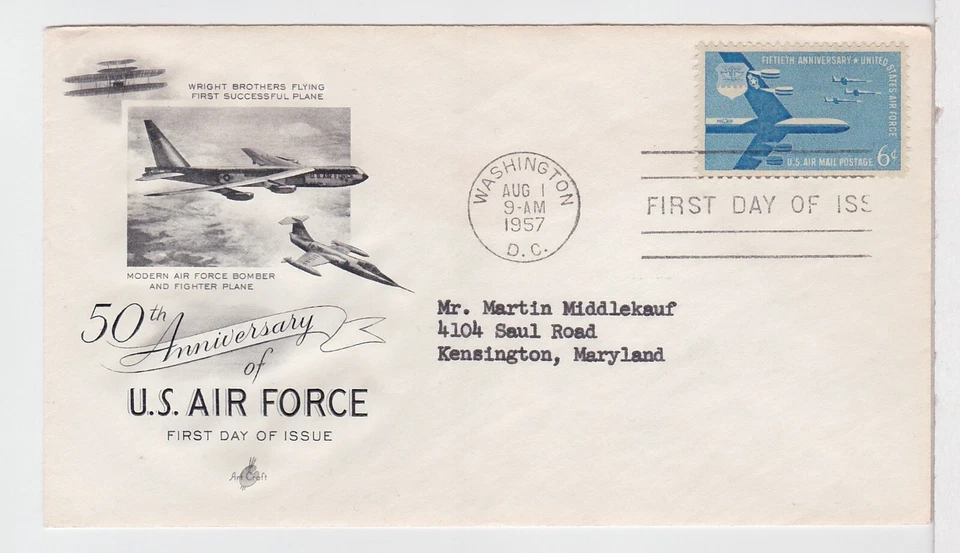 WRIGHT BROTHERS FLYING
FIRST SUCCESSFUL PLANE
MODERN AIR FORCE BOMBER
AND FIGHTER PLANE
50th
Anniversary
of
U.S. AIR FORCE
FIRST DAY OF ISSUE
Art Craft
WASHINGTON
AUG 1
9-AM
1957
D.C.
FIFTIETH ANNIVERSARY ★ UNITED STATES AIR FORCE
U.S. AIR MAIL POSTAGE 6¢
FIRST DAY OF ISS
Mr. Martin Middlekauf
4104 Saul Road
Kensington, Maryland